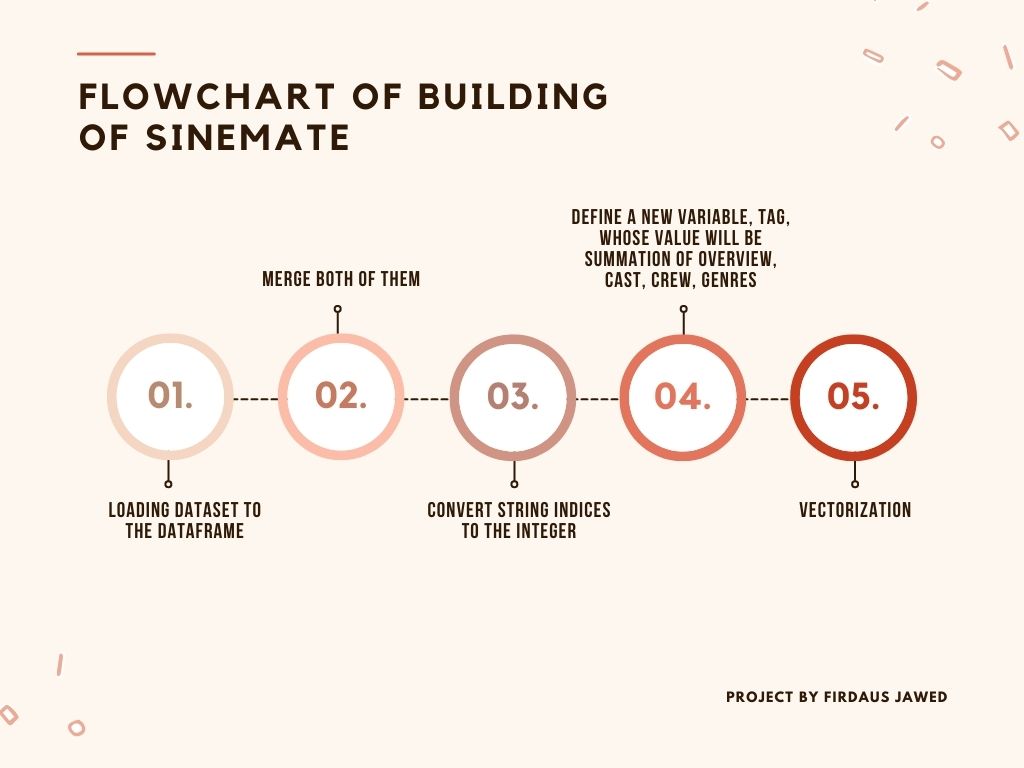 FLOWCHART OF BUILDING
OF SINEMATE
01.
LOADING DATASET TO
THE DATAFRAME
02.
MERGE BOTH OF THEM
03.
CONVERT STRING INDICES
TO THE INTEGER
04.
DEFINE A NEW VARIABLE, TAG,
WHOSE VALUE WILL BE
SUMMATION OF OVERVIEW,
CAST, CREW, GENRES
05.
VECTORIZATION
PROJECT BY FIRDAUS JAWED